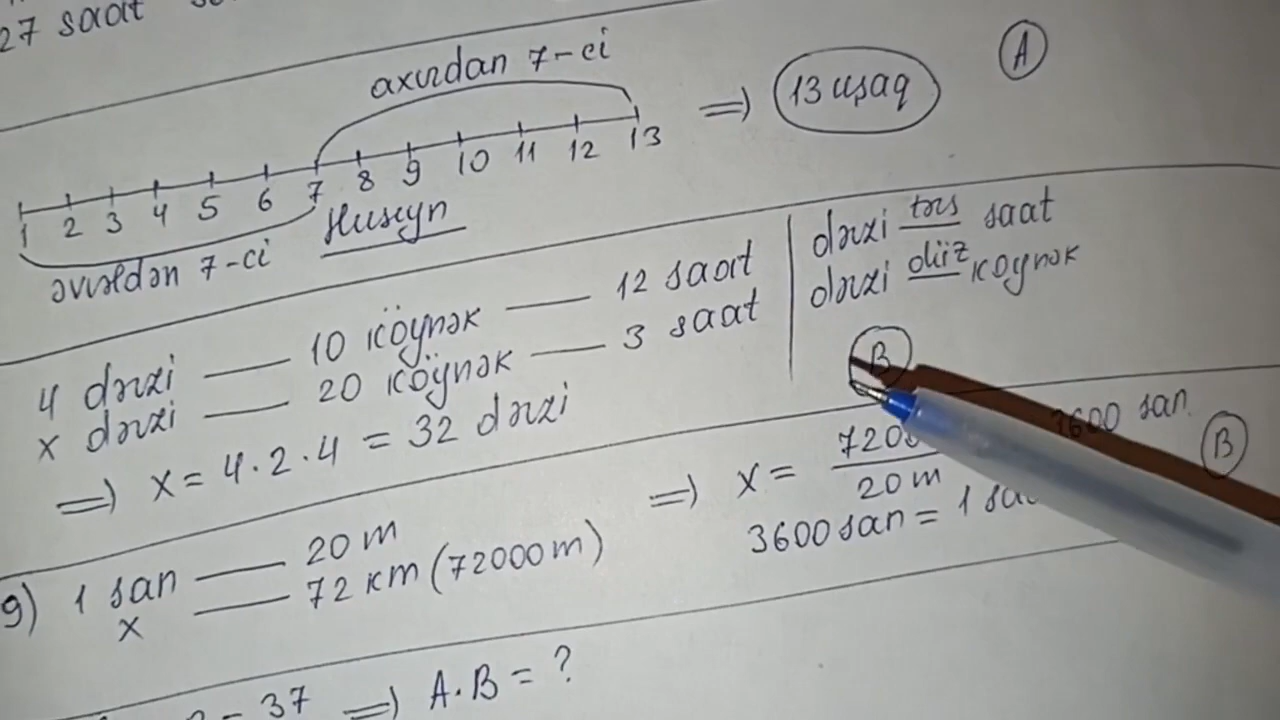 27 saat
axırdan 7-ci
⇒ 13 uşaq A
1 2 3 4 5 6 7 8 9 10 11 12 13
Huseyn
əvvəldən 7-ci
4 dərzi — 10 köynək — 12 saat
x dərzi — 20 köynək — 3 saat
⇒ x = 4·2·4 = 32 dərzi
dərzi tərs saat
dərzi düz köynək
B
9) 1 san — 20 m
x — 72 km (72000 m)
⇒ x = 720 / 20 m 3600 san
B
3600 san = 1
= 37 ⇒ A·B = ?